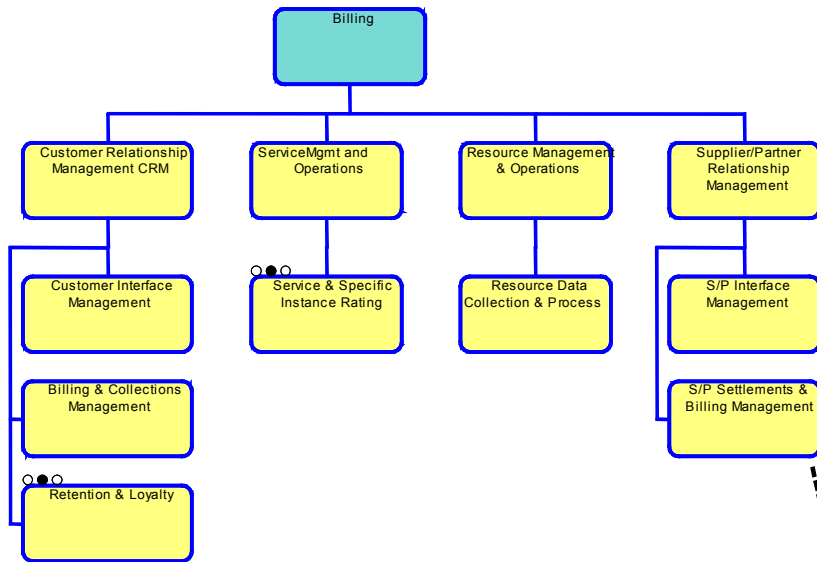 Billing
Customer Relationship
Management CRM
ServiceMgmt and
Operations
Resource Management
& Operations
Supplier/Partner
Relationship
Management
Customer Interface
Management
Service & Specific
Instance Rating
Resource Data
Collection & Process
S/P Interface
Management
Billing & Collections
Management
S/P Settlements &
Billing Management
Retention & Loyalty